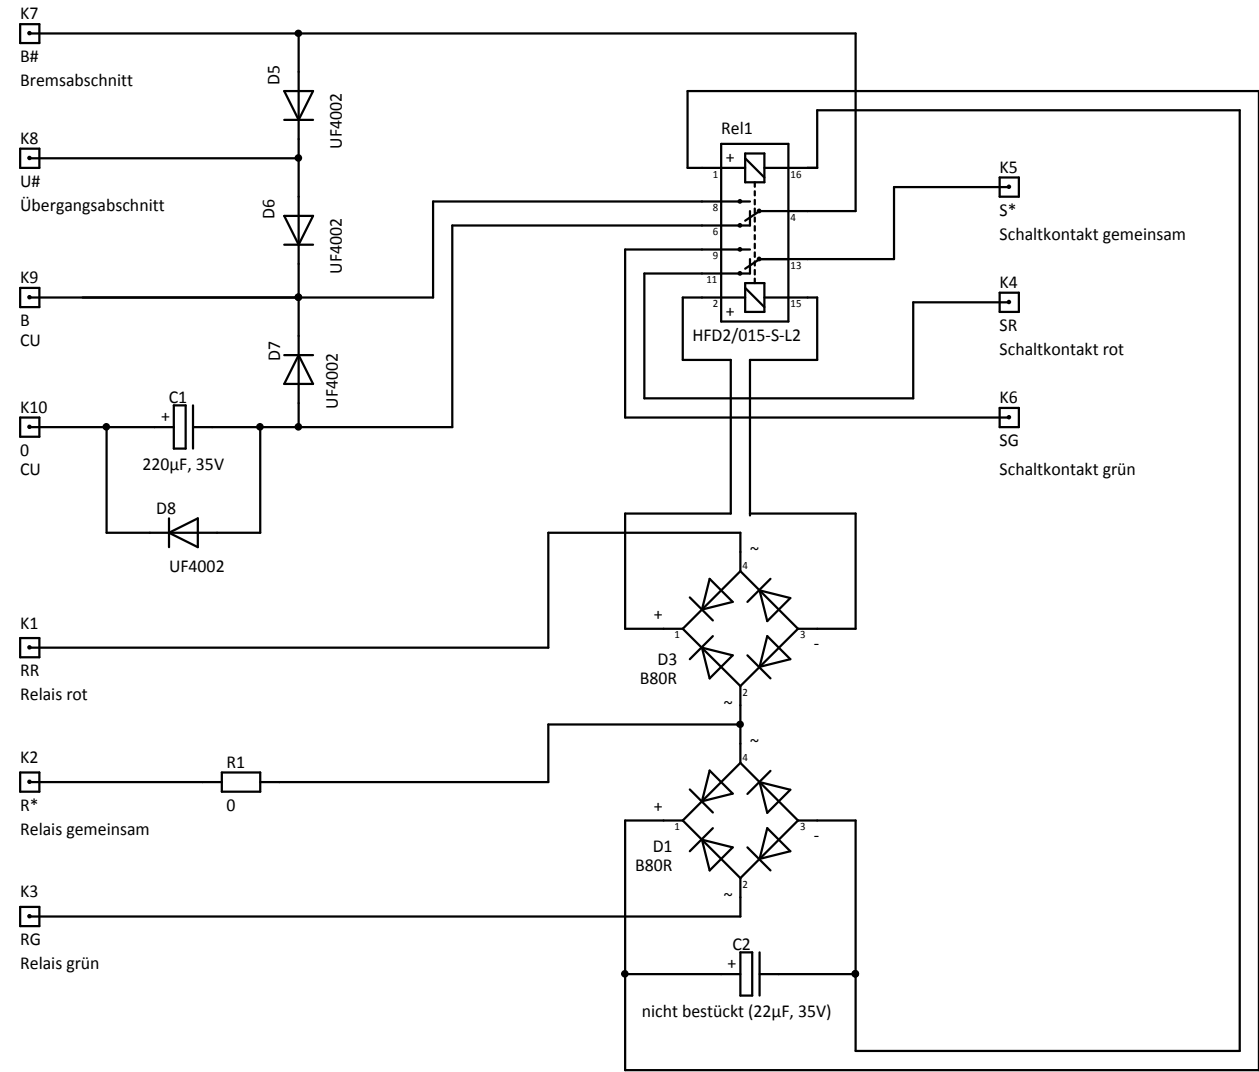 K7
B#
Bremsabschnitt
D5
UF4002
K8
U#
Übergangsabschnitt
D6
UF4002
K9
B
CU
D7
UF4002
K10
0
CU
C1
+
220µF, 35V
D8
UF4002
Rel1
+
1
16
8
4
6
9
13
11
2
15
+
HFD2/015-S-L2
K5
S*
Schaltkontakt gemeinsam
K4
SR
Schaltkontakt rot
K6
SG
Schaltkontakt grün
K1
RR
Relais rot
~
4
+
1
3
-
D3
B80R
2
~
K2
R*
Relais gemeinsam
R1
0
~
4
+
1
3
-
D1
B80R
2
~
K3
RG
Relais grün
C2
+
nicht bestückt (22µF, 35V)